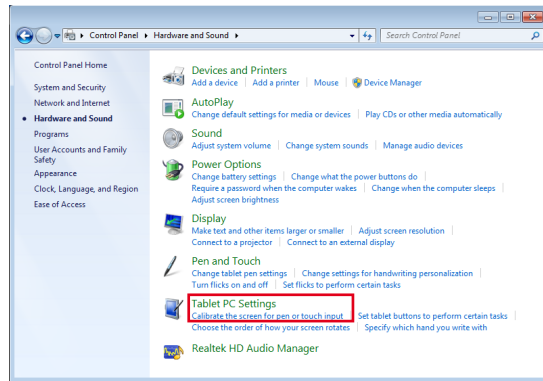 Control Panel Hardware and Sound Search Control Panel
Control Panel Home
System and Security
Network and Internet
Hardware and Sound
Programs
User Accounts and Family
Safety
Appearance
Clock, Language, and Region
Ease of Access
Devices and Printers
Add a device Add a printer Mouse Device Manager
AutoPlay
Change default settings for media or devices Play CDs or other media automatically
Sound
Adjust system volume Change system sounds Manage audio devices
Power Options
Change battery settings Change what the power buttons do
Require a password when the computer wakes Change when the computer sleeps
Adjust screen brightness
Display
Make text and other items larger or smaller Adjust screen resolution
Connect to a projector Connect to an external display
Pen and Touch
Change tablet pen settings Change settings for handwriting personalization
Turn flicks on and off Set flicks to perform certain tasks
Tablet PC Settings
Calibrate the screen for pen or touch input Set tablet buttons to perform certain tasks
Choose the order of how your screen rotates Specify which hand you write with
Realtek HD Audio Manager